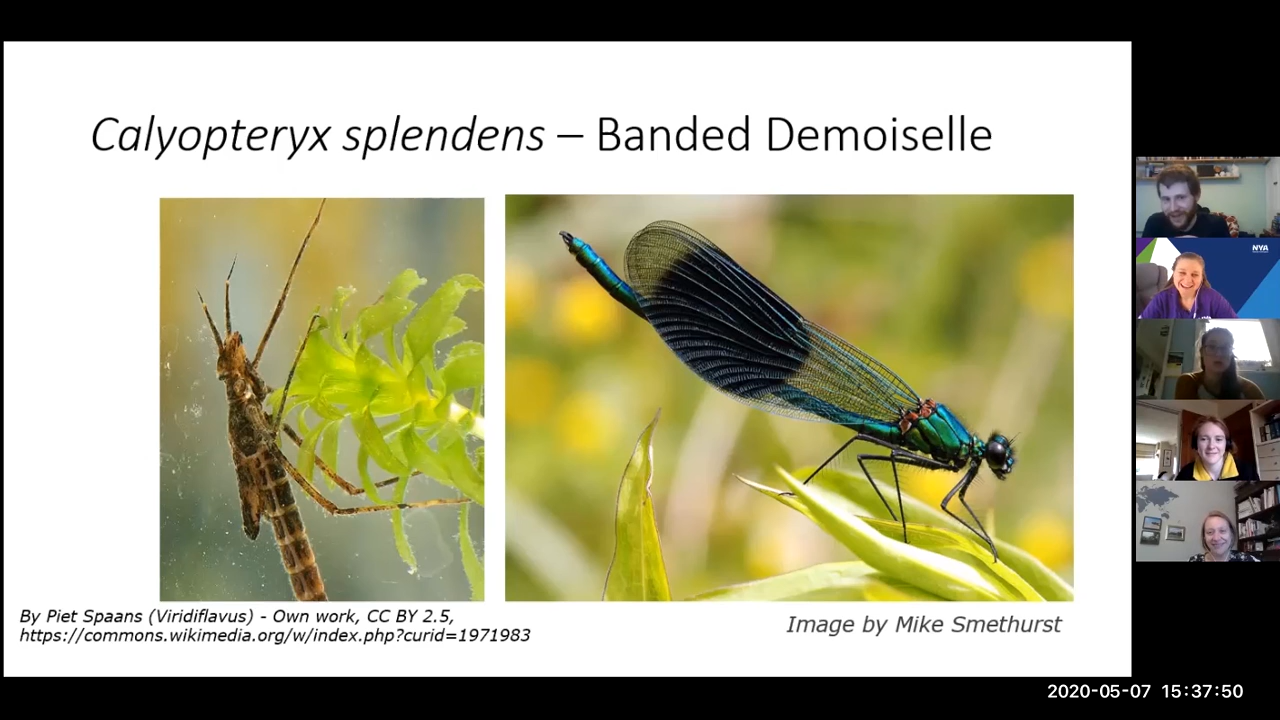 Calyopteryx splendens – Banded Demoiselle
By Piet Spaans (Viridiflavus) - Own work, CC BY 2.5,
https://commons.wikimedia.org/w/index.php?curid=1971983
Image by Mike Smethurst
NYA
2020-05-07 15:37:50